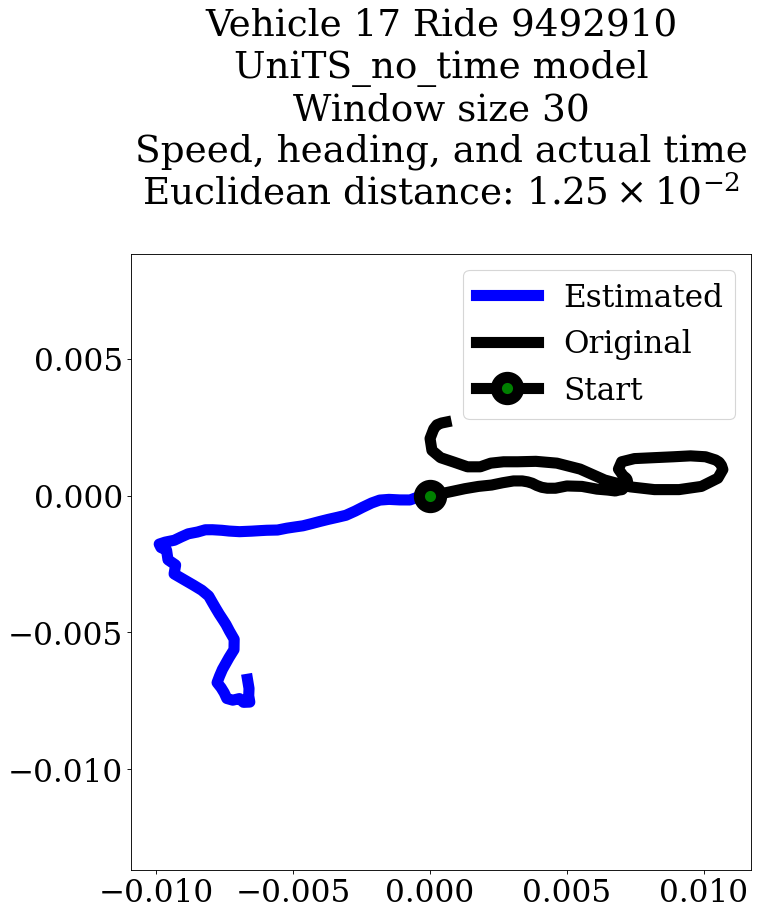 Vehicle 17 Ride 9492910
UniTS_no_time model
Window size 30
Speed, heading, and actual time
Euclidean distance: 1.25 × 10⁻²
Estimated
Original
Start
0.005
0.000
−0.005
−0.010
−0.010 −0.005 0.000 0.005 0.010